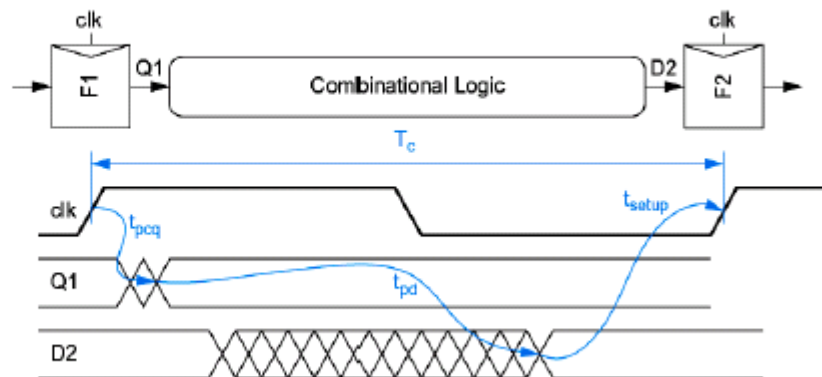 clk clk
F1 Q1 Combinational Logic D2 F2
Tc
clk tpcq tsetup
Q1 tpd
D2